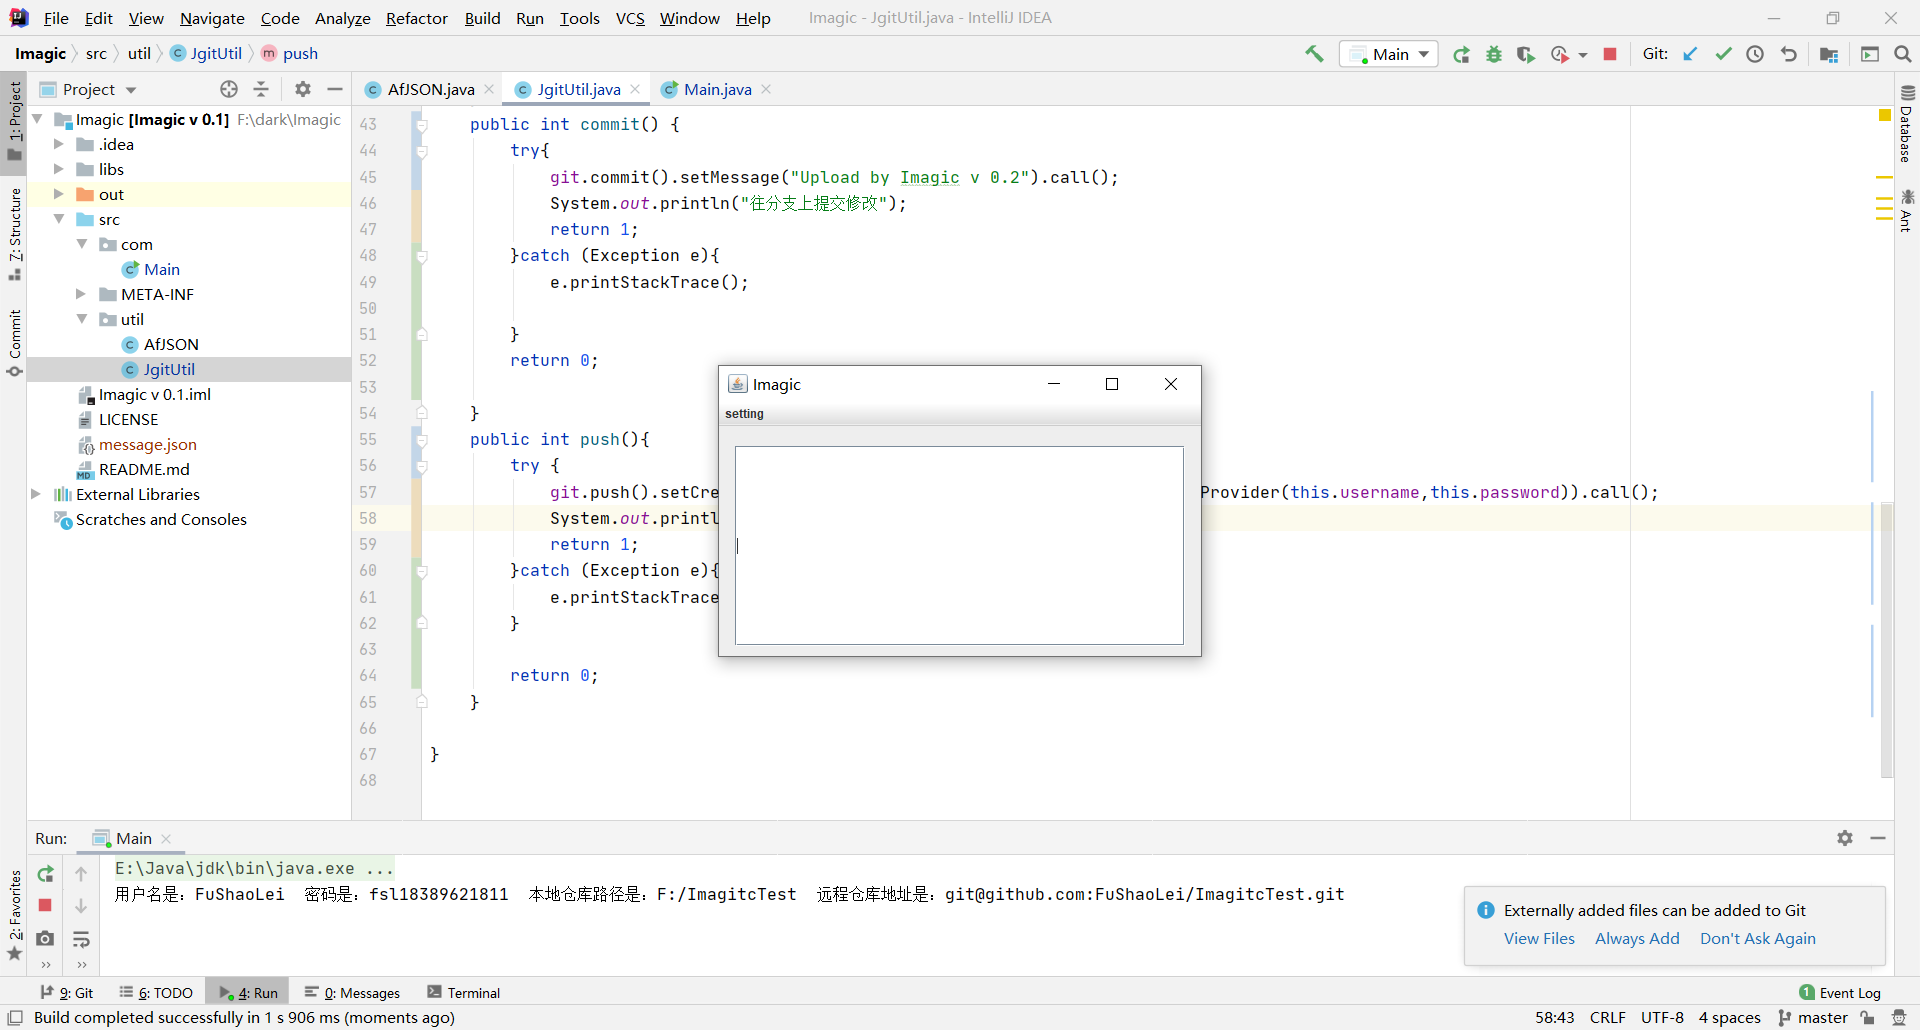 File Edit View Navigate Code Analyze Refactor Build Run Tools VCS Window Help Imagic - JgitUtil.java - IntelliJ IDEA
Imagic src util JgitUtil push Main Git:
Project AfJSON.java JgitUtil.java Main.java
1: Project
7: Structure
Commit
2: Favorites
Database
Ant
Imagic [Imagic v 0.1] F:\dark\Imagic
.idea
libs
out
src
com
Main
META-INF
util
AfJSON
JgitUtil
Imagic v 0.1.iml
LICENSE
message.json
README.md
External Libraries
Scratches and Consoles
43 public int commit() {
44 try{
45 git.commit().setMessage("Upload by Imagic v 0.2").call();
46 System.out.println("往分支上提交修改");
47 return 1;
48 }catch (Exception e){
49 e.printStackTrace();
50
51 }
52 return 0;
53
54 }
55 public int push(){
56 try {
57 git.push().setCre Provider(this.username,this.password)).call();
58 System.out.printl
59 return 1;
60 }catch (Exception e){
61 e.printStackTrace
62 }
63
64 return 0;
65 }
66
67 }
68
Imagic
setting
Run: Main
E:\Java\jdk\bin\java.exe ...
用户名是：FuShaoLei 密码是：fsl18389621811 本地仓库路径是：F:/ImagitcTest 远程仓库地址是：git@github.com:FuShaoLei/ImagitcTest.git
Externally added files can be added to Git
View Files Always Add Don't Ask Again
9: Git 6: TODO 4: Run 0: Messages Terminal 1 Event Log
Build completed successfully in 1 s 906 ms (moments ago) 58:43 CRLF UTF-8 4 spaces master